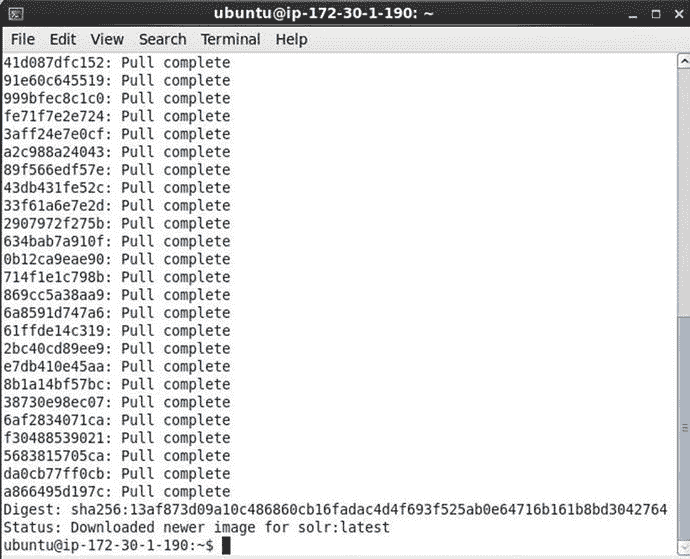 ubuntu@ip-172-30-1-190: ~
File Edit View Search Terminal Help
41d087dfc152: Pull complete
91e60c645519: Pull complete
999bfec8c1c0: Pull complete
fe71f7e2e724: Pull complete
3aff24e7e0cf: Pull complete
a2c988a24043: Pull complete
89f566edf57e: Pull complete
43db431fe52c: Pull complete
33f61a6e7e2d: Pull complete
2907972f275b: Pull complete
634bab7a910f: Pull complete
0b12ca9eae90: Pull complete
714f1e1c798b: Pull complete
869cc5a38aa9: Pull complete
6a8591d747a6: Pull complete
61ffde14c319: Pull complete
2bc40cd89ee9: Pull complete
e7db410e45aa: Pull complete
8b1a14bf57bc: Pull complete
38730e98ec07: Pull complete
6af2834071ca: Pull complete
f30488539021: Pull complete
5683815705ca: Pull complete
da0cb77ff0cb: Pull complete
a866495d197c: Pull complete
Digest: sha256:13af873d09a10c486860cb16fadac4d4f693f525ab0e64716b161b8bd3042764
Status: Downloaded newer image for solr:latest
ubuntu@ip-172-30-1-190:~$